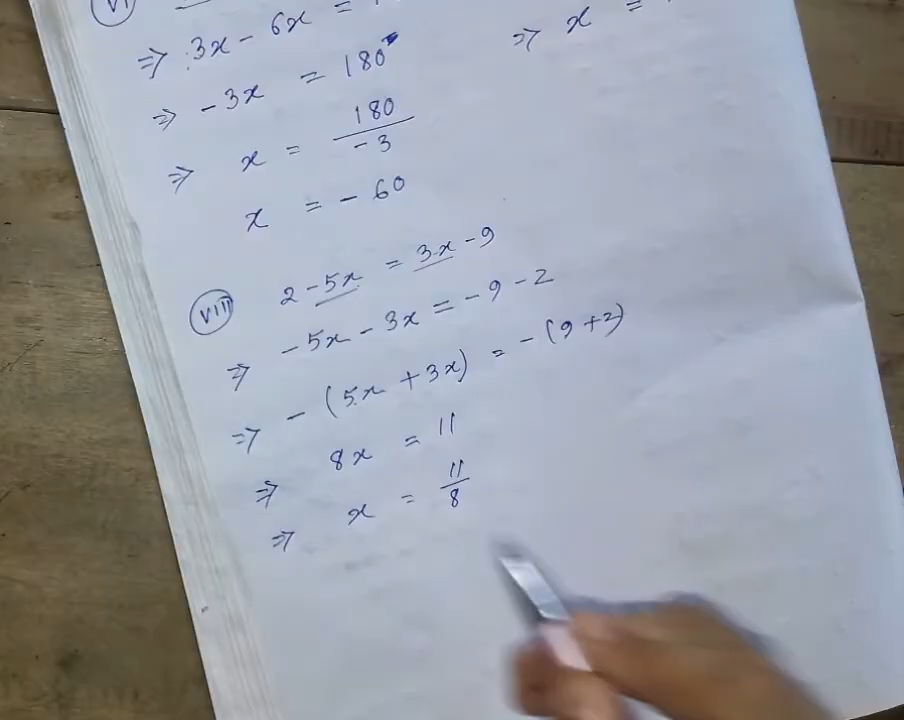 VI
⇒ 3x - 6x =
⇒ -3x = 180
⇒ x = 180/-3
x = -60
⇒ x =
VIII 2 - 5x = 3x - 9
⇒ -5x - 3x = -9 - 2
⇒ -(5x + 3x) = -(9+2)
⇒ 8x = 11
⇒ x = 11/8